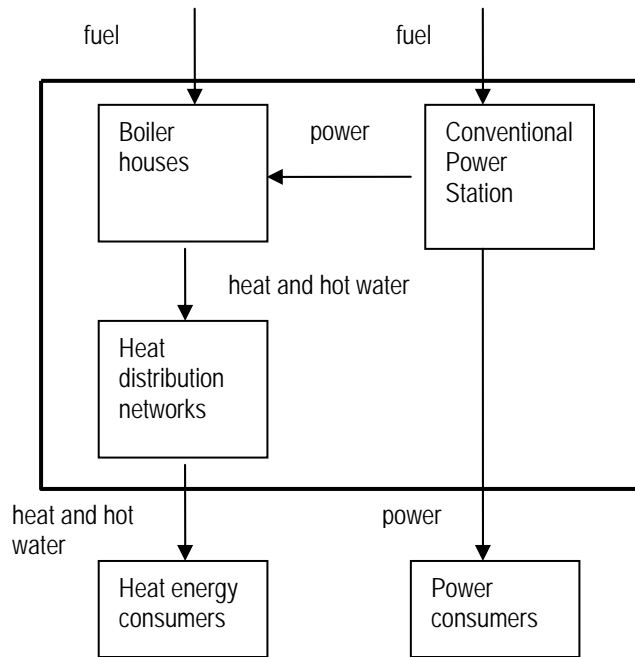 fuel
fuel
Boiler
houses
power
Conventional
Power
Station
heat and hot water
Heat
distribution
networks
heat and hot
water
power
Heat energy
consumers
Power
consumers